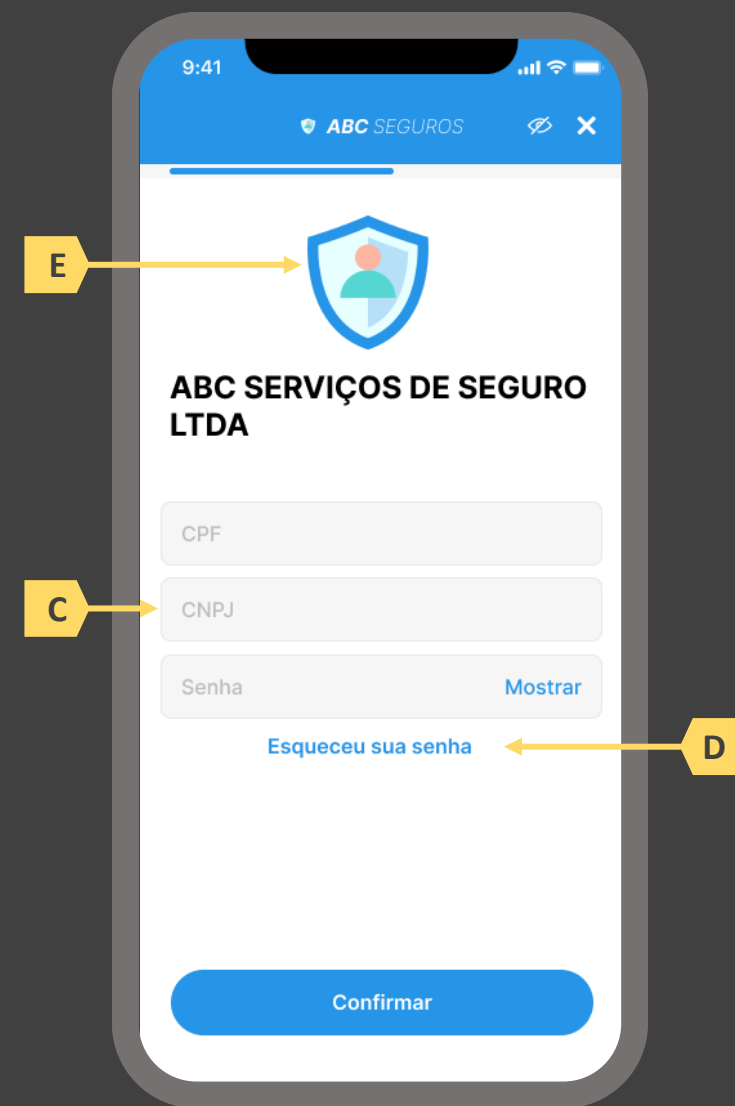 9:41
ABC SEGUROS
E
ABC SERVIÇOS DE SEGURO
LTDA
CPF
C
CNPJ
Senha
Mostrar
Esqueceu sua senha
D
Confirmar